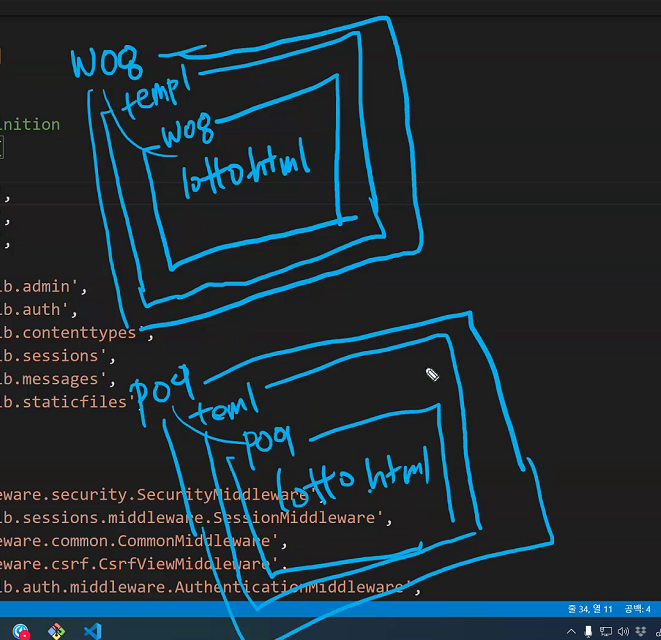 w08
templ
w08
lotto.html
inition
,
,
,
ib.admin',
ib.auth',
ib.contenttypes',
ib.sessions',
ib.messages',
ib.staticfiles'
p09
teml
p09
lotto.html
eware.security.SecurityMiddleware',
ib.sessions.middleware.SessionMiddleware',
eware.common.CommonMiddleware',
eware.csrf.CsrfViewMiddleware',
ib.auth.middleware.AuthenticationMiddleware',
줄 34, 열 11 공백: 4